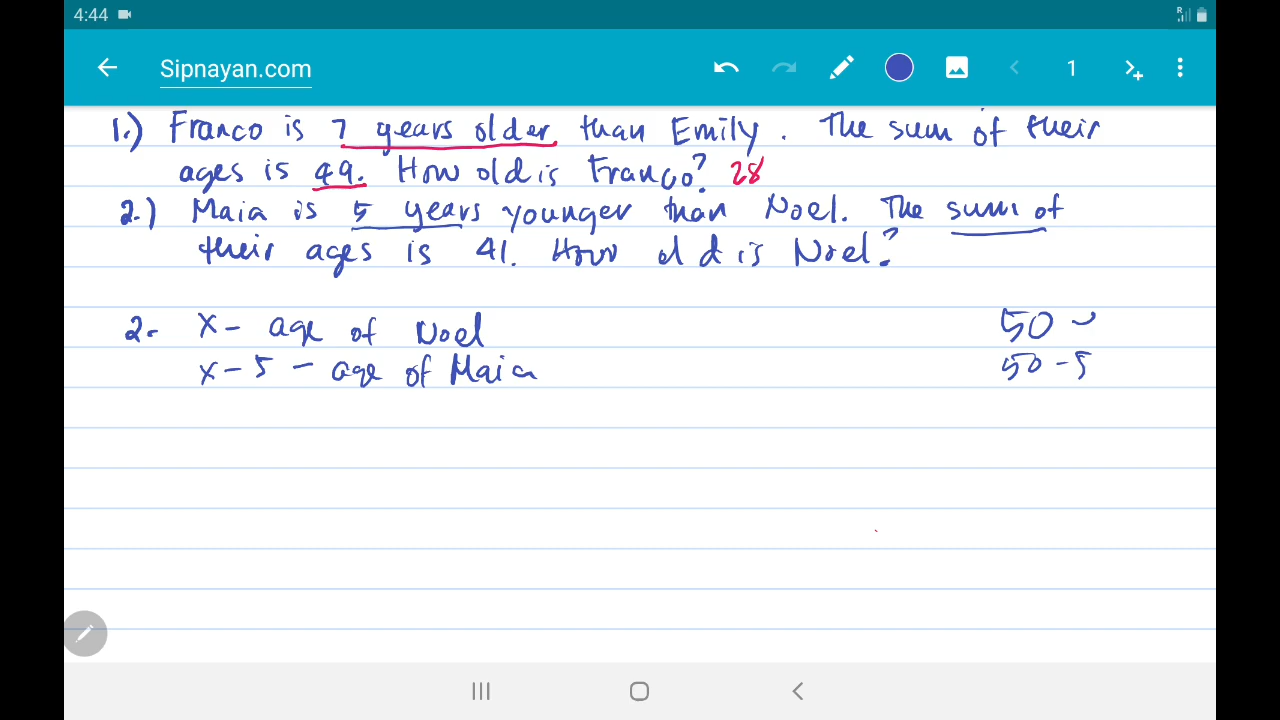 4:44
R
Sipnayan.com
1
1.) Franco is 7 years older than Emily. The sum of their
ages is 49. How old is Franco? 28
2.) Maia is 5 years younger than Noel. The sum of
their ages is 41. How old is Noel?
2. x - age of Noel 50
x - 5 - age of Maia 50 - 5